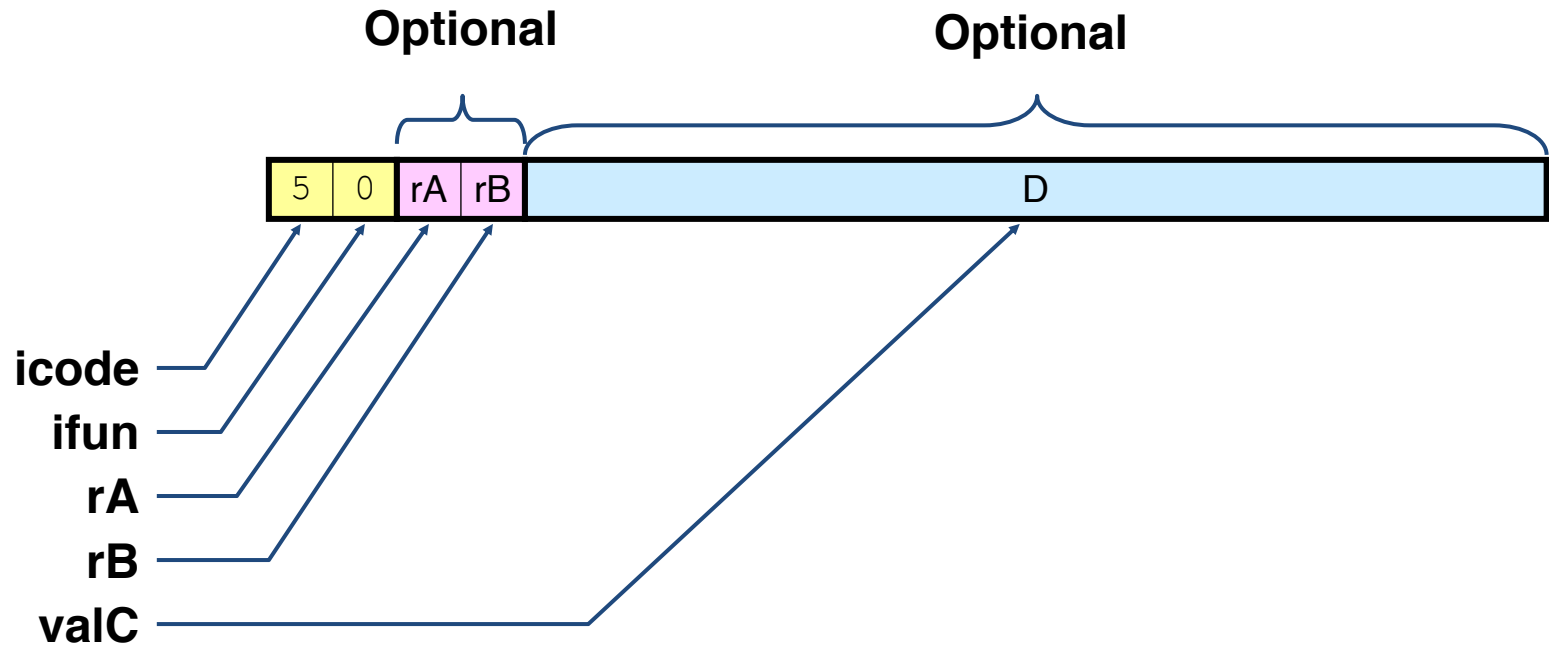 Optional Optional
5 0 rA rB D
icode
ifun
rA
rB
valC